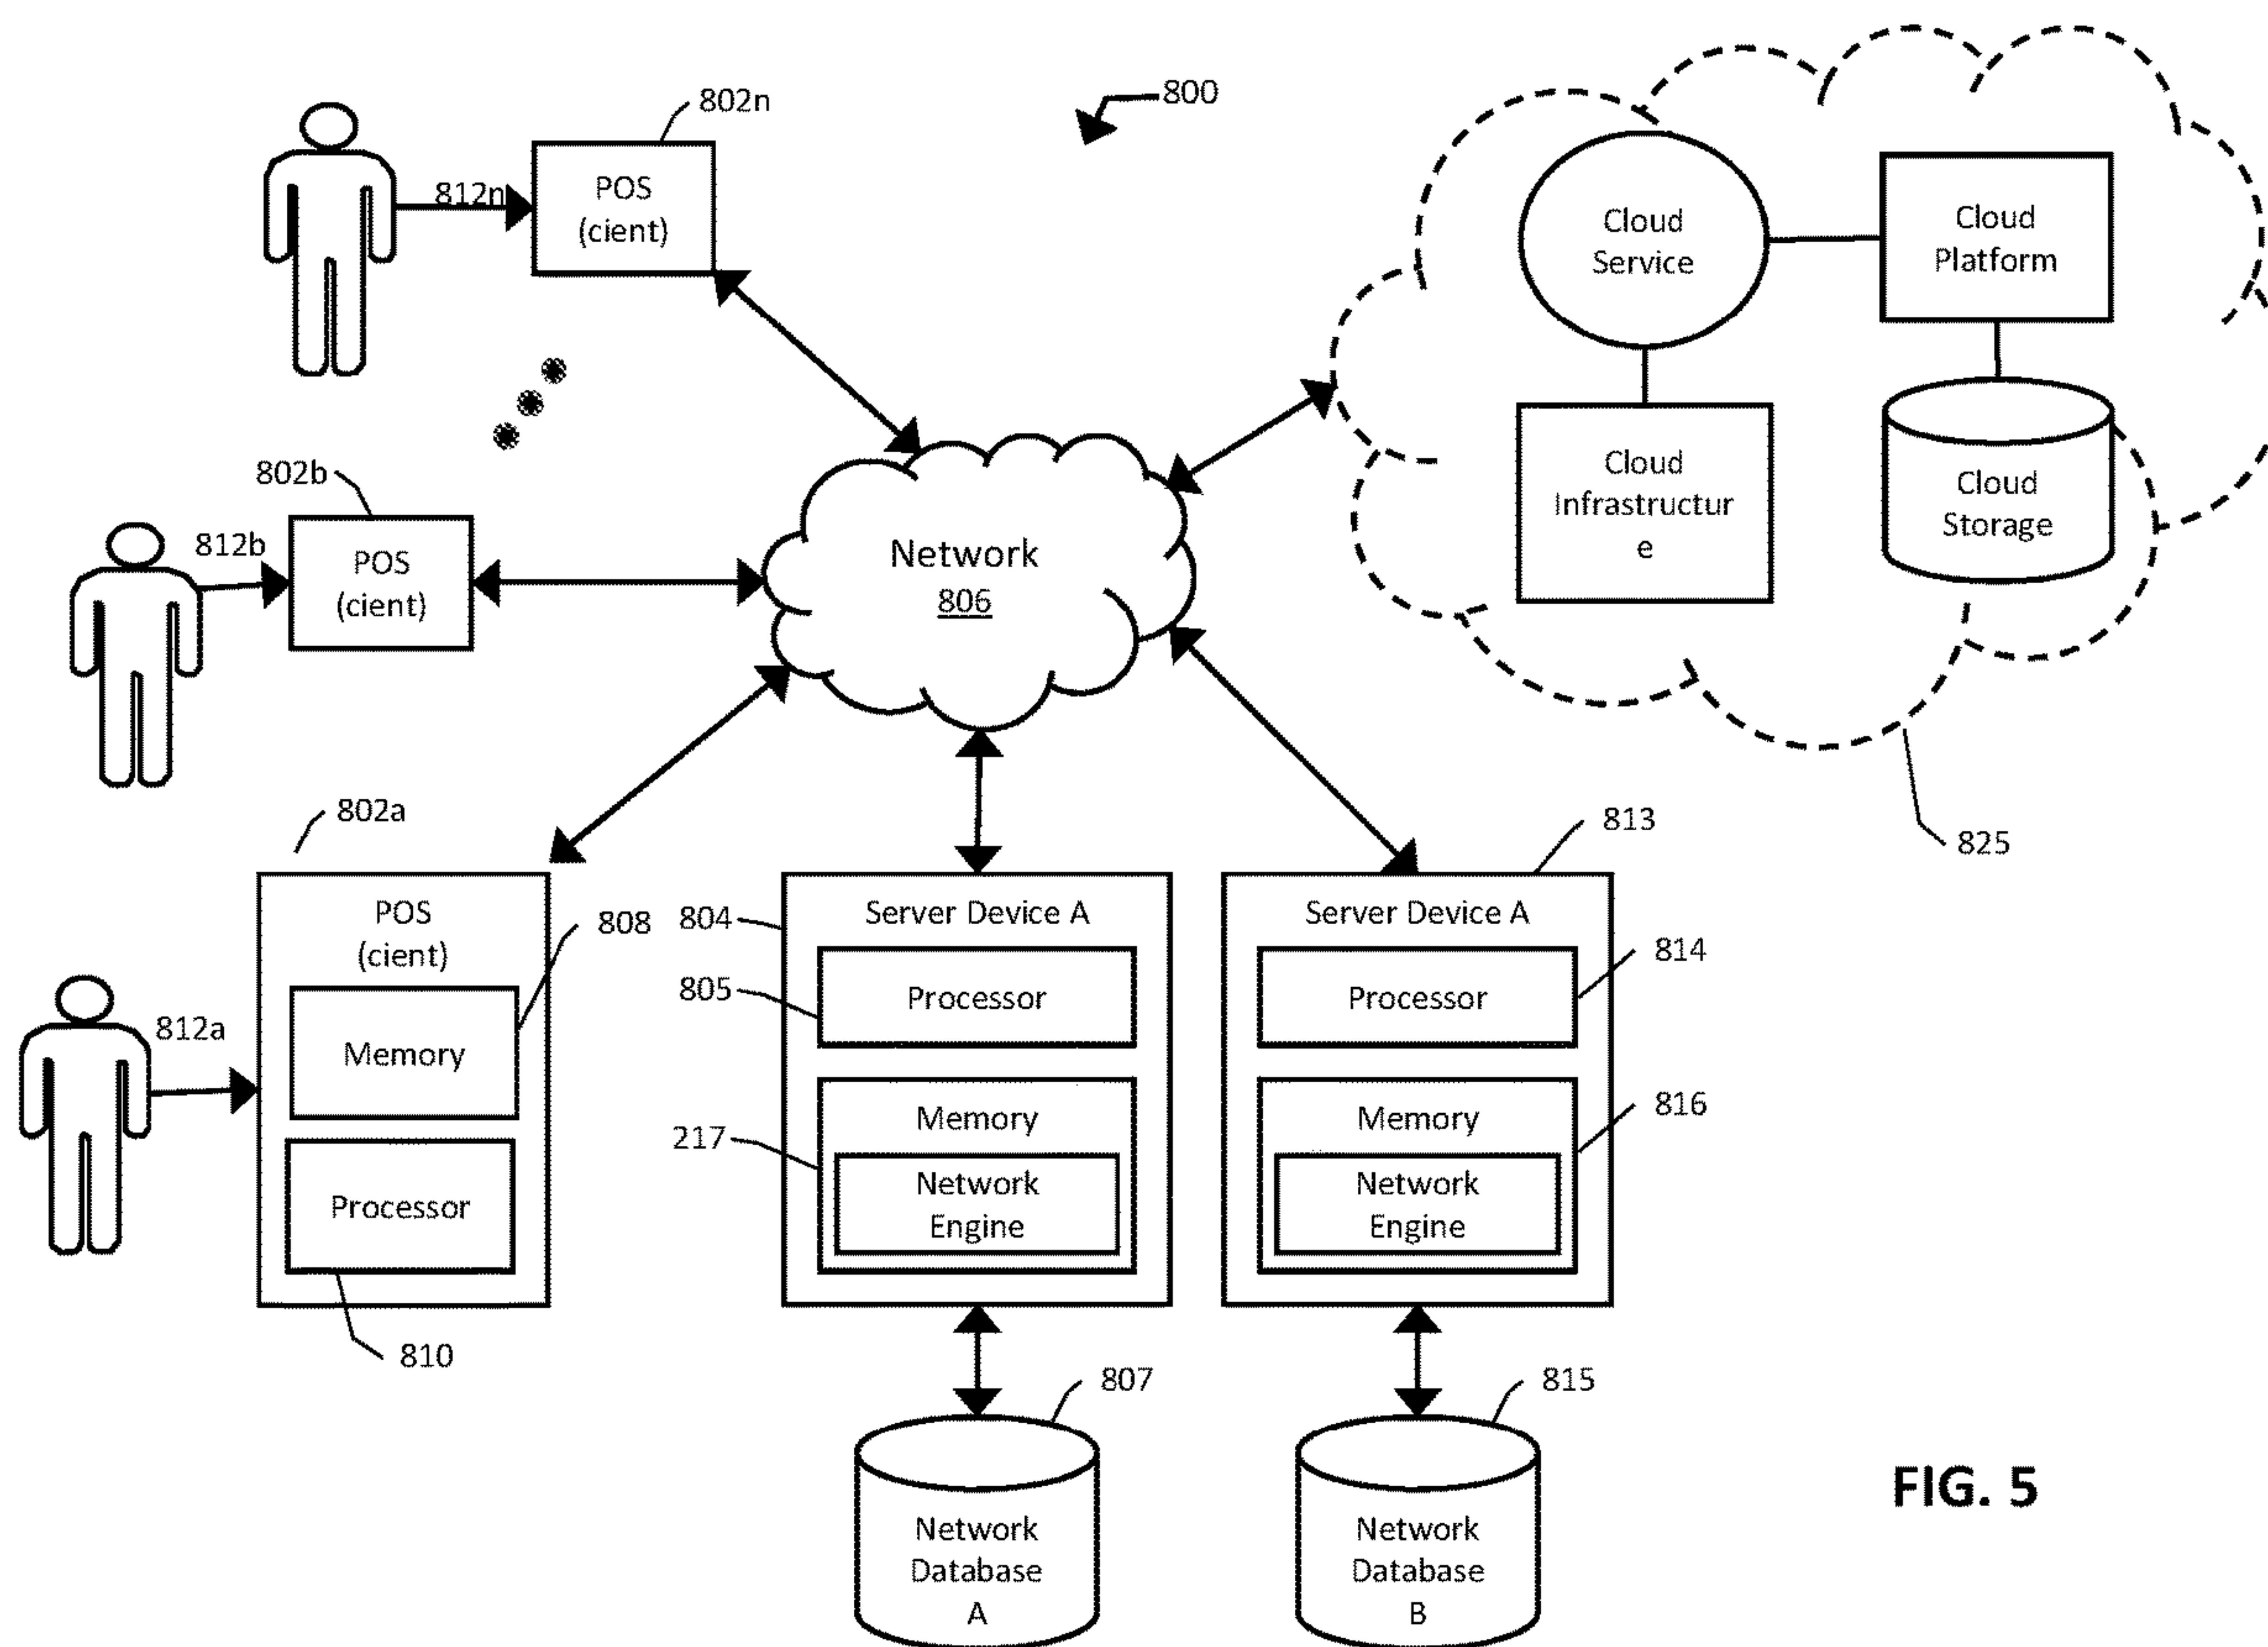 800
802n
812n
POS
(cient)
Cloud
Service
Cloud
Platform
802b
812b
POS
(cient)
Network
806
Cloud
Infrastructur
e
Cloud
Storage
802a
812a
POS
(cient)
808
Memory
Processor
810
804
Server Device A
805
Processor
217
Memory
Network
Engine
813
Server Device A
814
Processor
816
Memory
Network
Engine
825
807
Network
Database
A
815
Network
Database
B
FIG. 5